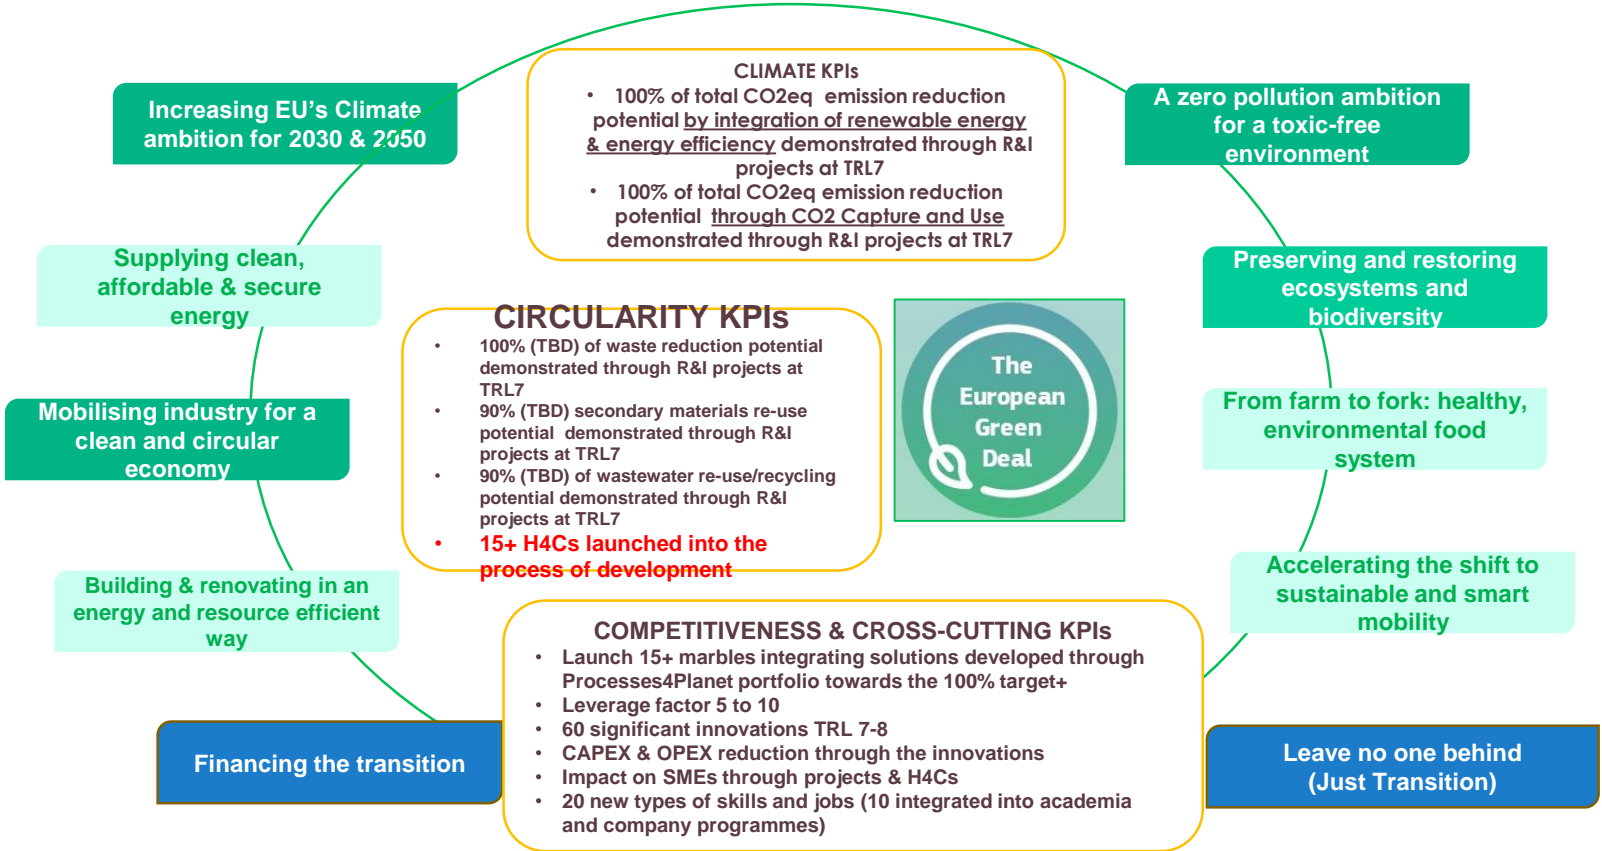 CLIMATE KPIs
• 100% of total CO2eq emission reduction
potential by integration of renewable energy
& energy efficiency demonstrated through R&I
projects at TRL7
• 100% of total CO2eq emission reduction
potential through CO2 Capture and Use
demonstrated through R&I projects at TRL7
Increasing EU's Climate
ambition for 2030 & 2050
A zero pollution ambition
for a toxic-free
environment
Supplying clean,
affordable & secure
energy
Preserving and restoring
ecosystems and
biodiversity
CIRCULARITY KPIs
• 100% (TBD) of waste reduction potential
demonstrated through R&I projects at
TRL7
• 90% (TBD) secondary materials re-use
potential demonstrated through R&I
projects at TRL7
• 90% (TBD) of wastewater re-use/recycling
potential demonstrated through R&I
projects at TRL7
• 15+ H4Cs launched into the
process of development
The
European
Green
Deal
Mobilising industry for a
clean and circular
economy
From farm to fork: healthy,
environmental food
system
Building & renovating in an
energy and resource efficient
way
Accelerating the shift to
sustainable and smart
mobility
COMPETITIVENESS & CROSS-CUTTING KPIs
• Launch 15+ marbles integrating solutions developed through
Processes4Planet portfolio towards the 100% target+
• Leverage factor 5 to 10
• 60 significant innovations TRL 7-8
• CAPEX & OPEX reduction through the innovations
• Impact on SMEs through projects & H4Cs
• 20 new types of skills and jobs (10 integrated into academia
and company programmes)
Financing the transition
Leave no one behind
(Just Transition)